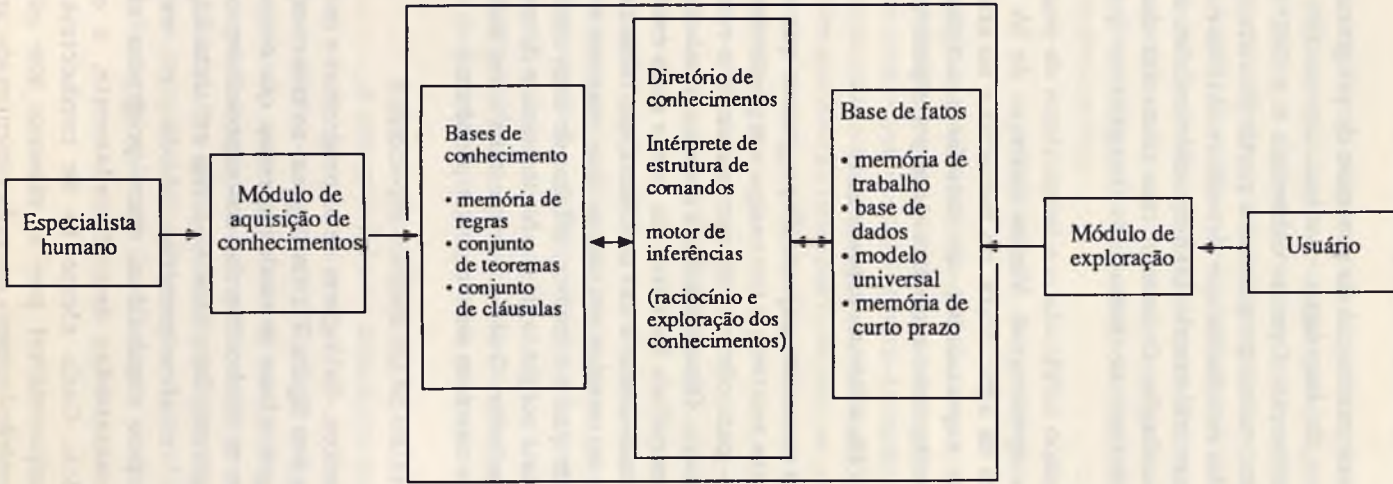 Especialista
humano
Módulo de
aquisição de
conhecimentos
Bases de
conhecimento
• memória de
regras
• conjunto
de teoremas
• conjunto
de cláusulas
Diretório de
conhecimentos
Intérprete de
estrutura de
comandos
motor de
inferências
(raciocínio e
exploração dos
conhecimentos)
Base de fatos
• memória de
trabalho
• base de
dados
• modelo
universal
• memória de
curto prazo
Módulo de
exploração
Usuário